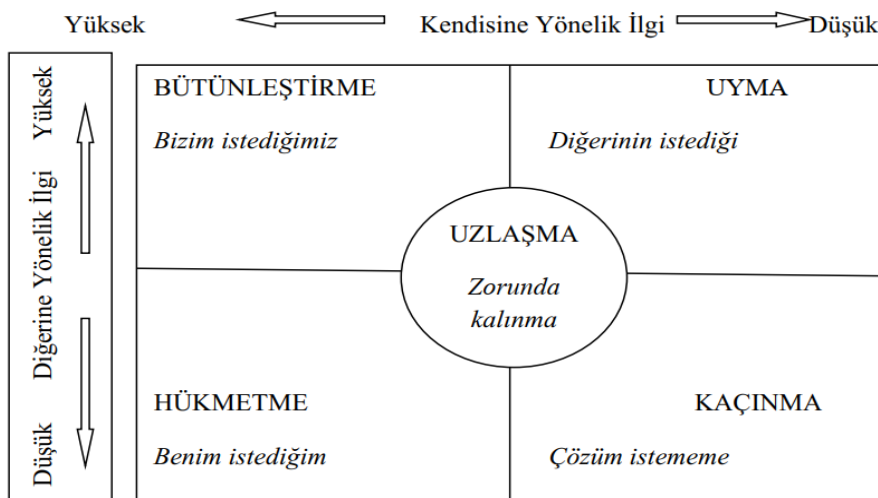 Yüksek Kendisine Yönelik İlgi Düşük
Diğerine Yönelik İlgi
Yüksek
Düşük
BÜTÜNLEŞTİRME
Bizim istediğimiz
UYMA
Diğerinin istediği
UZLAŞMA
Zorunda
kalınma
HÜKMETME
Benim istediğim
KAÇINMA
Çözüm istememe